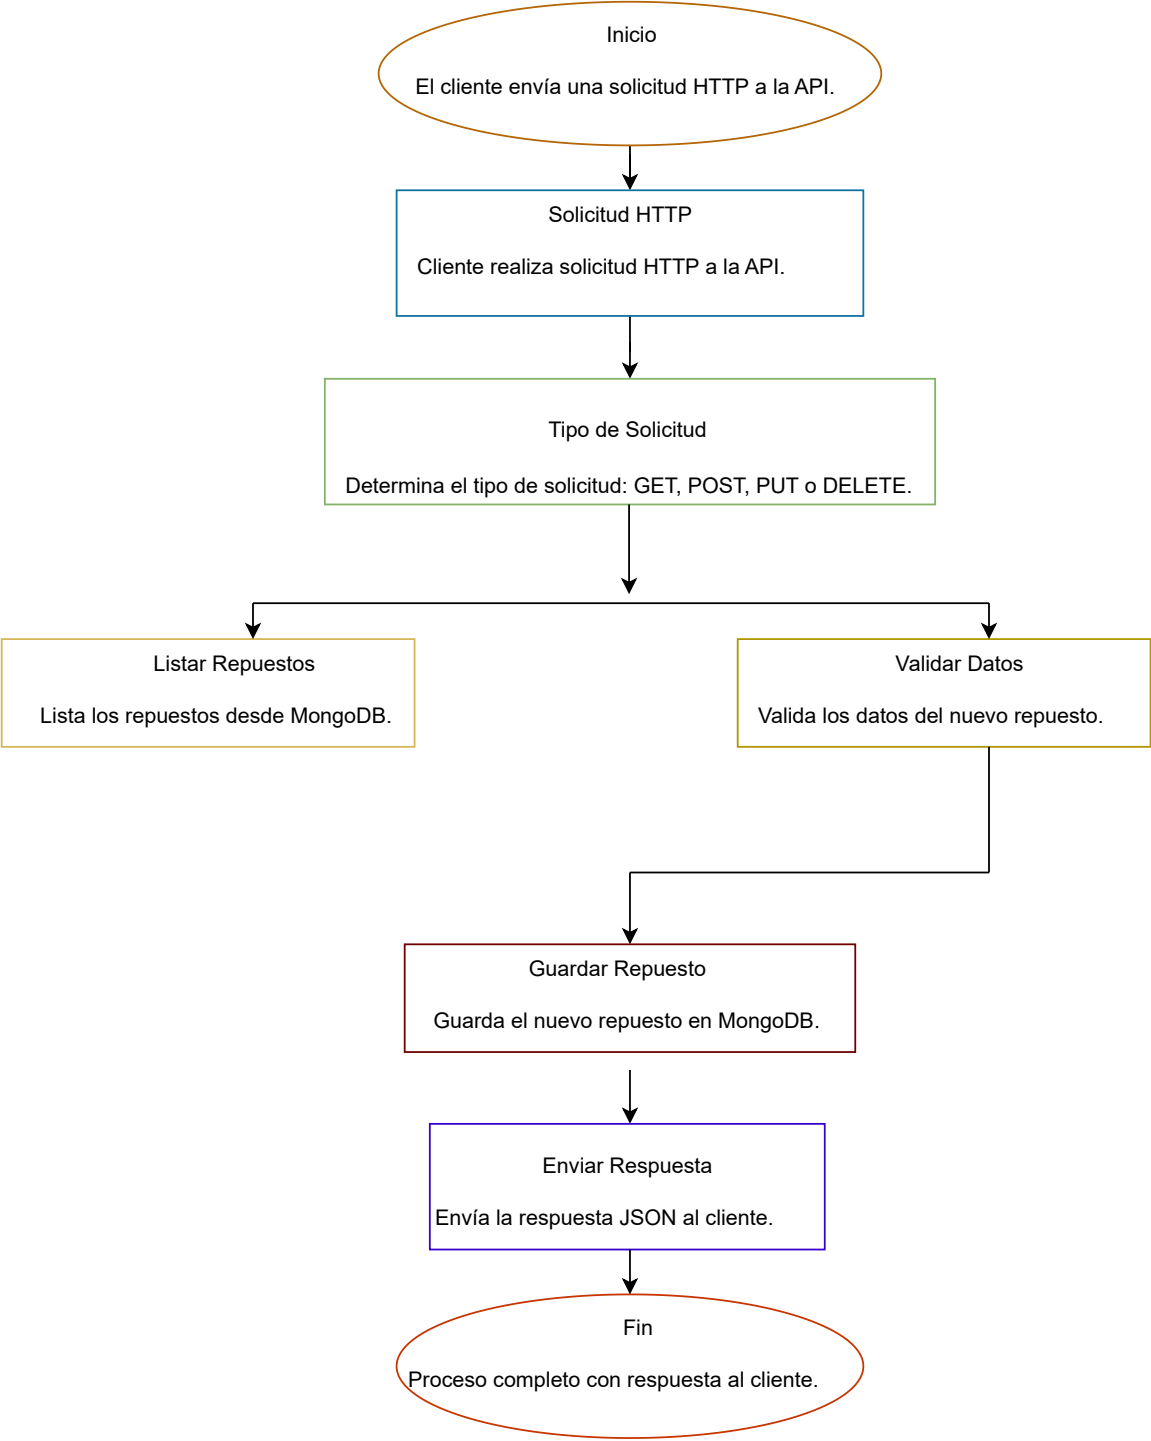 Inicio
El cliente envía una solicitud HTTP a la API.
Solicitud HTTP
Cliente realiza solicitud HTTP a la API.
Tipo de Solicitud
Determina el tipo de solicitud: GET, POST, PUT o DELETE.
Listar Repuestos
Lista los repuestos desde MongoDB.
Validar Datos
Valida los datos del nuevo repuesto.
Guardar Repuesto
Guarda el nuevo repuesto en MongoDB.
Enviar Respuesta
Envía la respuesta JSON al cliente.
Fin
Proceso completo con respuesta al cliente.